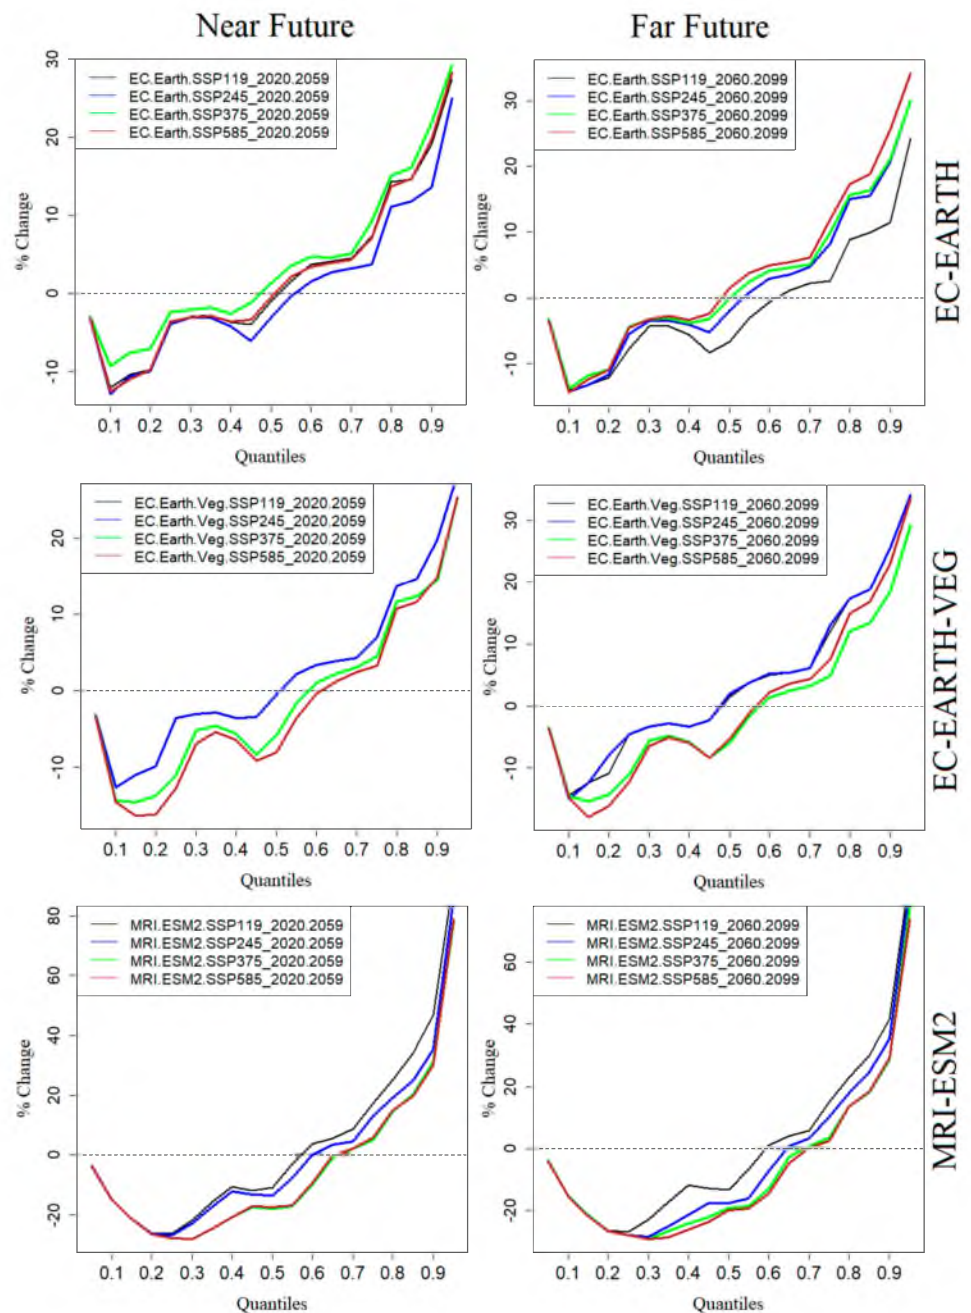 Near Future
Far Future
EC.Earth.SSP119_2020.2059
EC.Earth.SSP245_2020.2059
EC.Earth.SSP375_2020.2059
EC.Earth.SSP585_2020.2059
% Change
30
20
10
0
-10
0.1 0.2 0.3 0.4 0.5 0.6 0.7 0.8 0.9
Quantiles
EC.Earth.SSP119_2060.2099
EC.Earth.SSP245_2060.2099
EC.Earth.SSP375_2060.2099
EC.Earth.SSP585_2060.2099
% Change
30
20
10
0
-10
0.1 0.2 0.3 0.4 0.5 0.6 0.7 0.8 0.9
Quantiles
EC-EARTH
EC.Earth.Veg.SSP119_2020.2059
EC.Earth.Veg.SSP245_2020.2059
EC.Earth.Veg.SSP375_2020.2059
EC.Earth.Veg.SSP585_2020.2059
% Change
20
10
0
-10
0.1 0.2 0.3 0.4 0.5 0.6 0.7 0.8 0.9
Quantiles
EC.Earth.Veg.SSP119_2060.2099
EC.Earth.Veg.SSP245_2060.2099
EC.Earth.Veg.SSP375_2060.2099
EC.Earth.Veg.SSP585_2060.2099
% Change
30
20
10
0
-10
0.1 0.2 0.3 0.4 0.5 0.6 0.7 0.8 0.9
Quantiles
EC-EARTH-VEG
MRI.ESM2.SSP119_2020.2059
MRI.ESM2.SSP245_2020.2059
MRI.ESM2.SSP375_2020.2059
MRI.ESM2.SSP585_2020.2059
% Change
80
60
40
20
0
-20
0.1 0.2 0.3 0.4 0.5 0.6 0.7 0.8 0.9
Quantiles
MRI.ESM2.SSP119_2060.2099
MRI.ESM2.SSP245_2060.2099
MRI.ESM2.SSP375_2060.2099
MRI.ESM2.SSP585_2060.2099
% Change
60
40
20
0
-20
0.1 0.2 0.3 0.4 0.5 0.6 0.7 0.8 0.9
Quantiles
MRI-ESM2